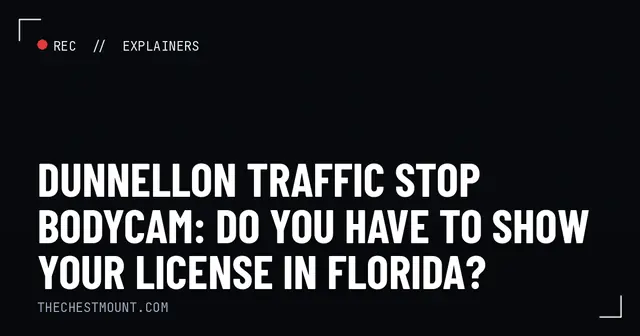 REC // EXPLAINERS
DUNNELLON TRAFFIC STOP
BODYCAM: DO YOU HAVE TO SHOW
YOUR LICENSE IN FLORIDA?
THECHESTMOUNT.COM